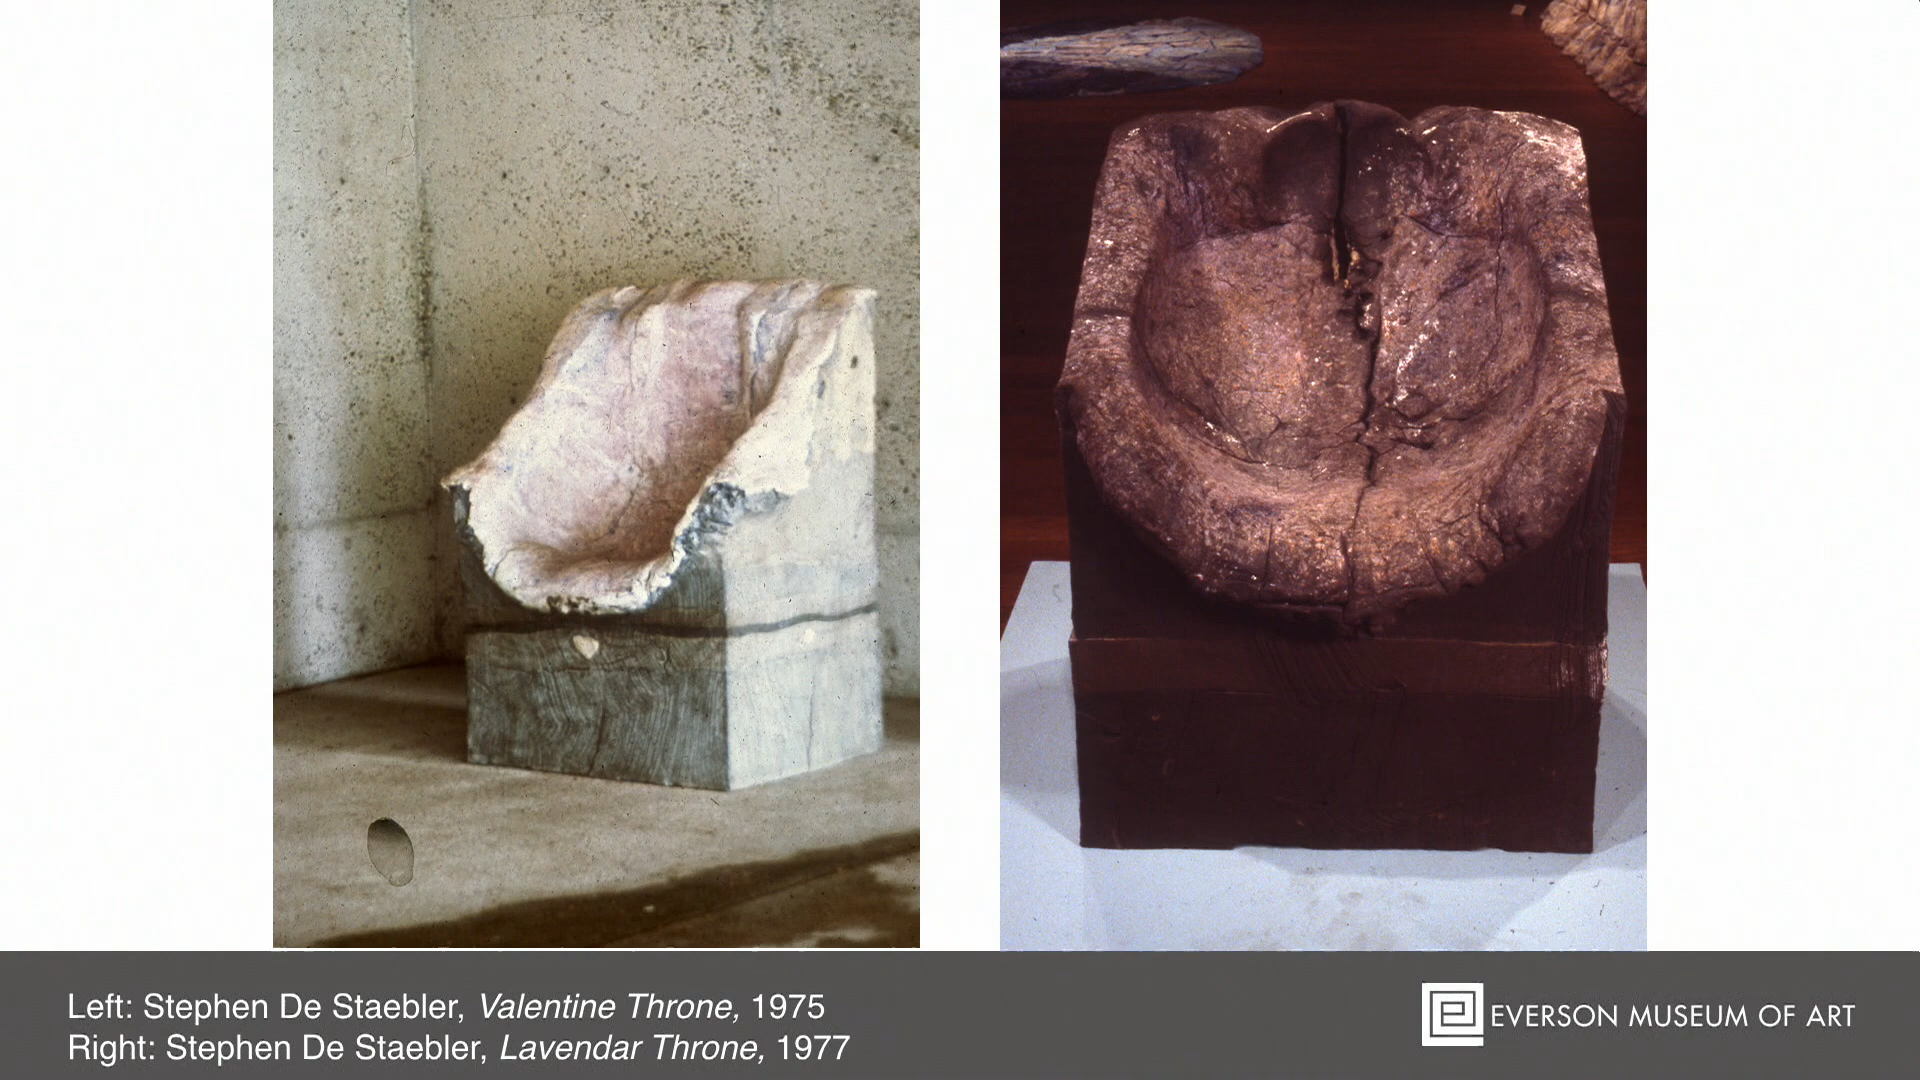 Left: Stephen De Staebler, Valentine Throne, 1975
Right: Stephen De Staebler, Lavendar Throne, 1977
EVERSON MUSEUM OF ART